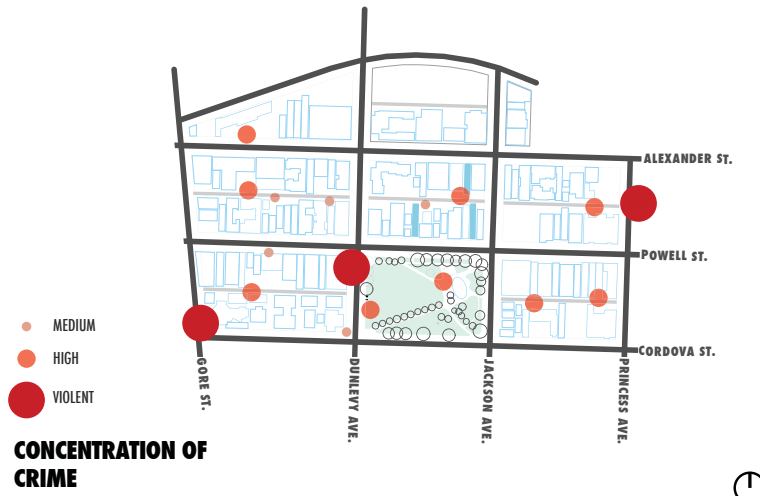 ALEXANDER ST.
POWELL ST.
CORDOVA ST.
GORE ST.
DUNLEVY AVE.
JACKSON AVE.
PRINCESS AVE.
MEDIUM
HIGH
VIOLENT
CONCENTRATION OF
CRIME